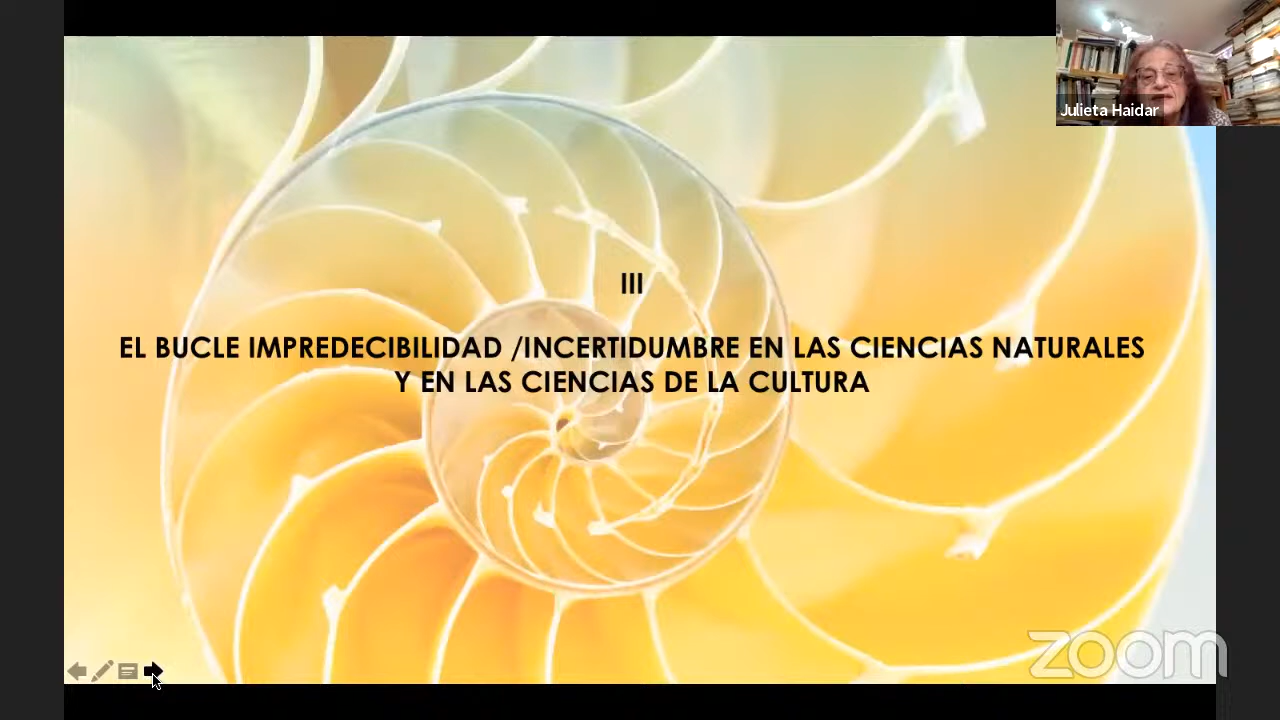 Julieta Haidar
III
EL BUCLE IMPREDECIBILIDAD /INCERTIDUMBRE EN LAS CIENCIAS NATURALES
Y EN LAS CIENCIAS DE LA CULTURA
zoom